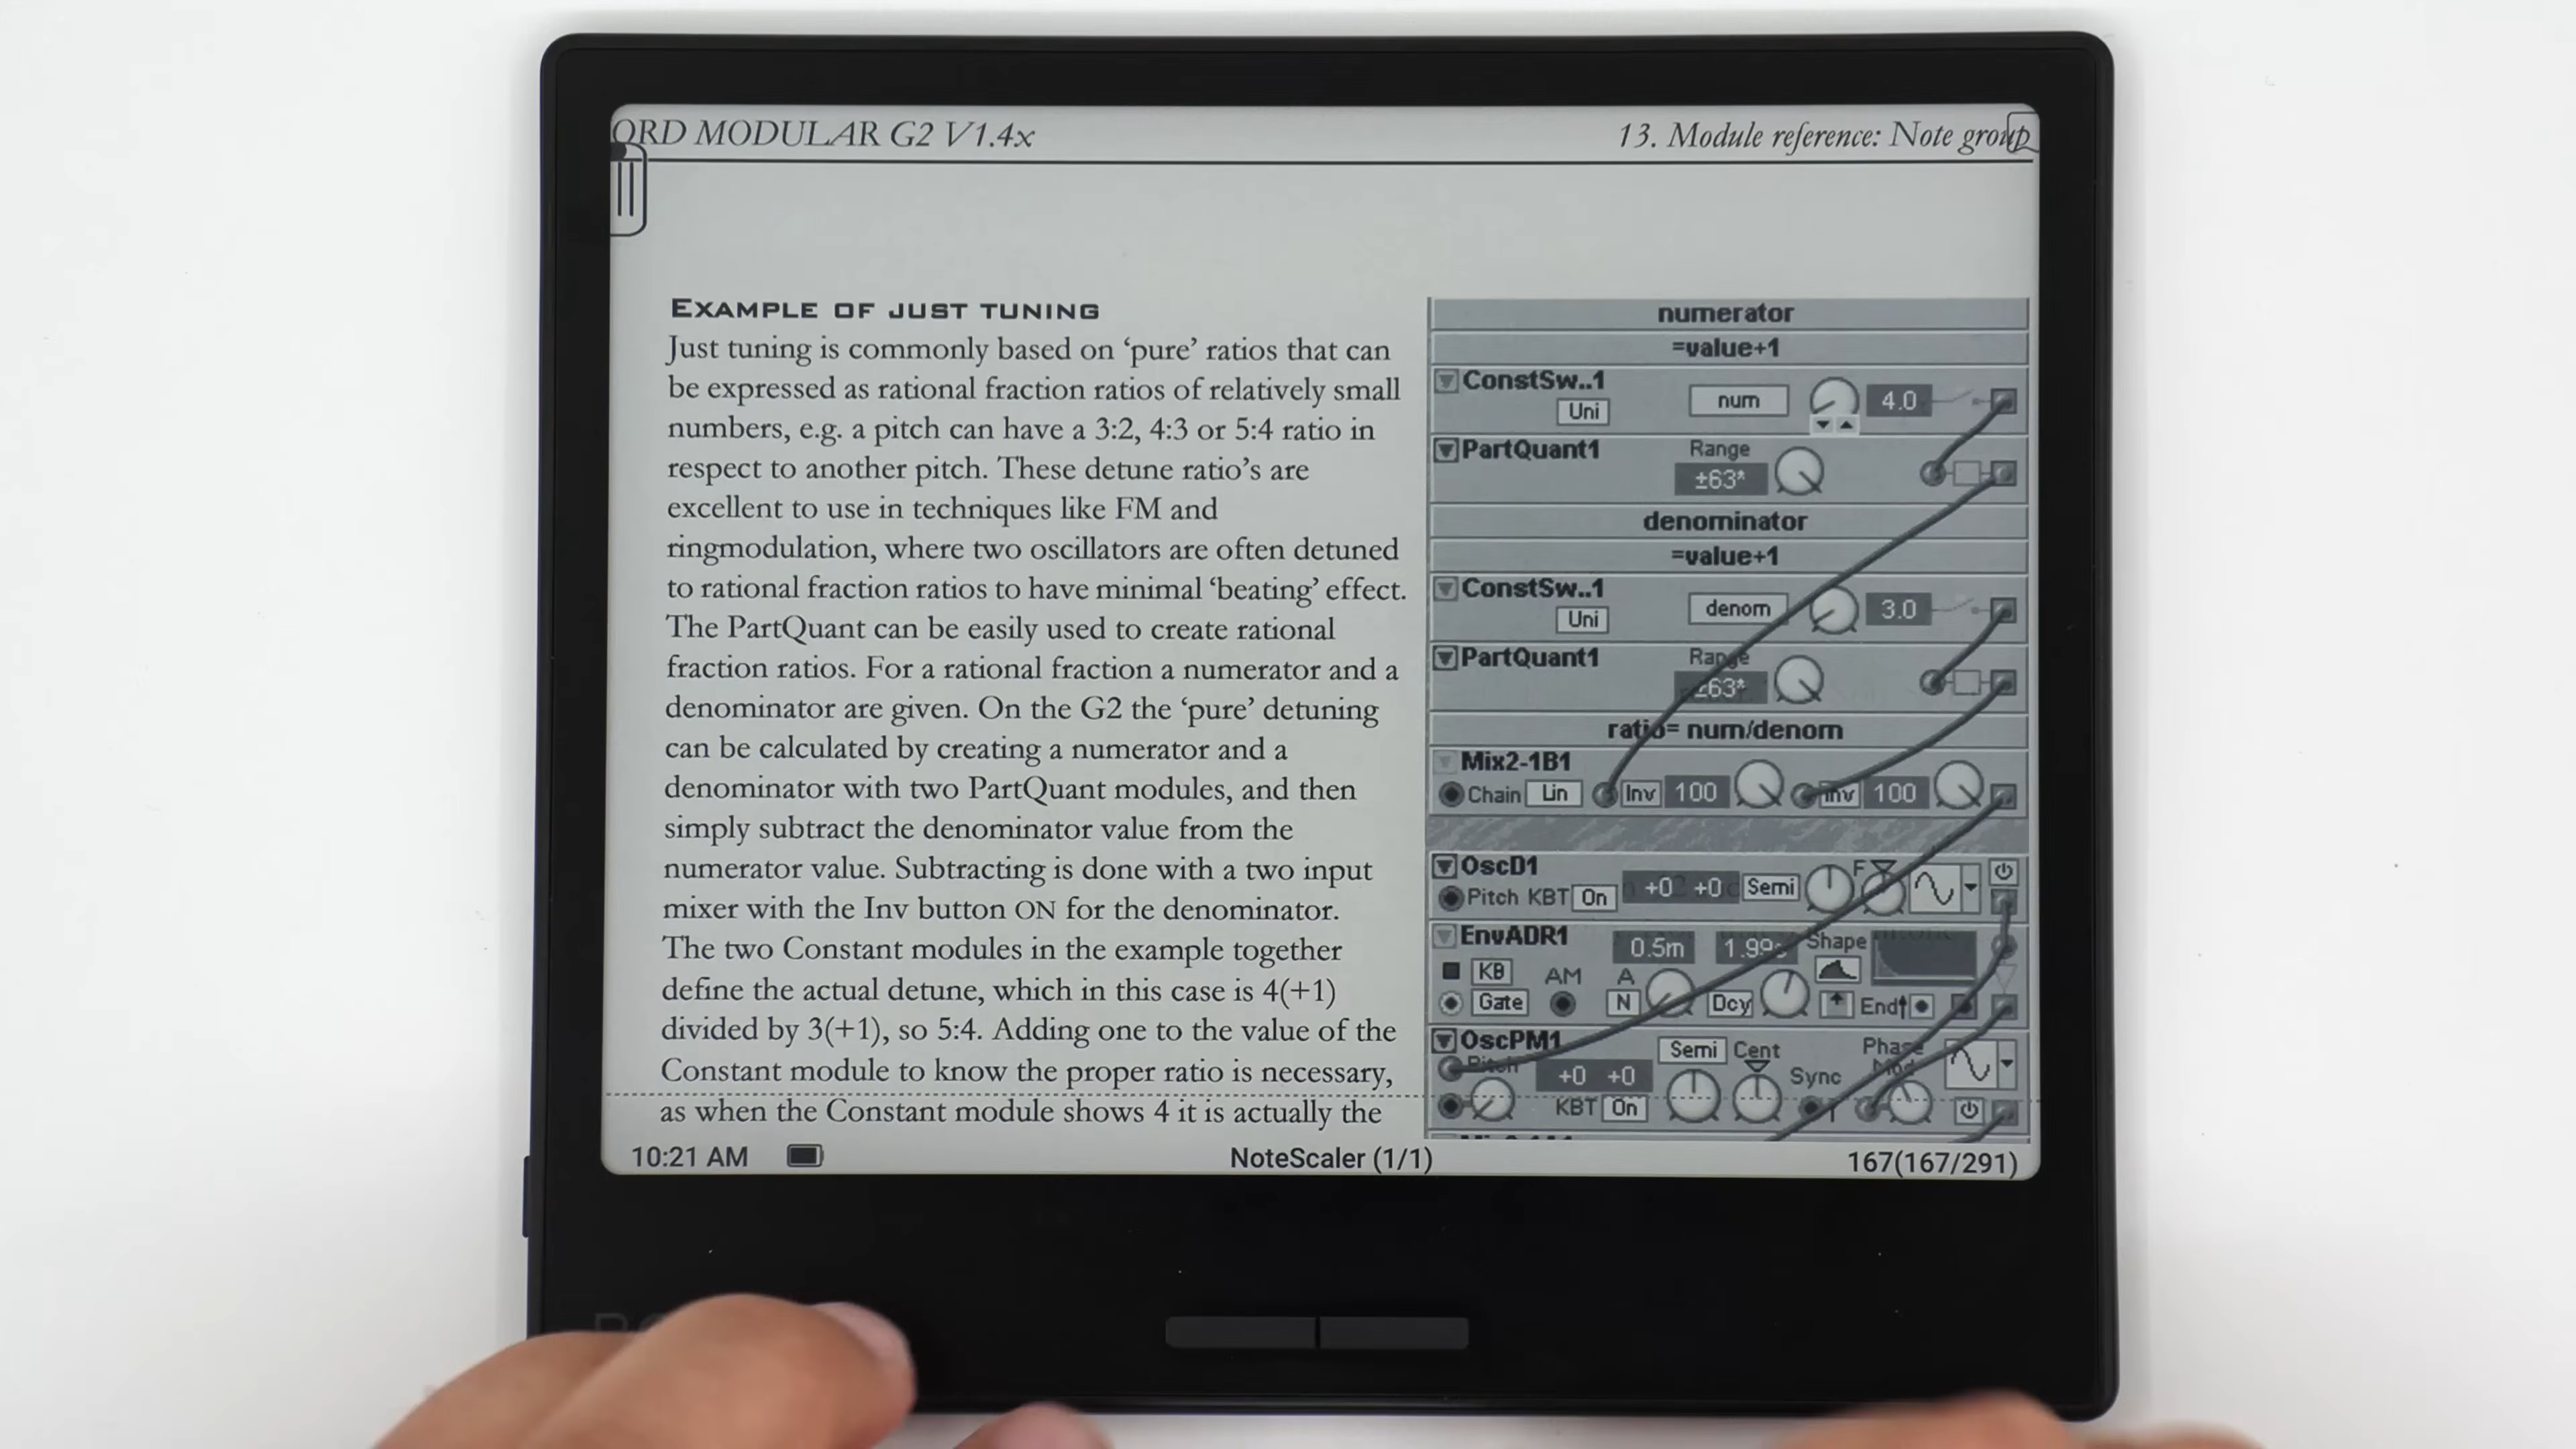 ORD MODULAR G2 V1.4x
13. Module reference: Note group
EXAMPLE OF JUST TUNING
Just tuning is commonly based on ‘pure’ ratios that can
be expressed as rational fraction ratios of relatively small
numbers, e.g. a pitch can have a 3:2, 4:3 or 5:4 ratio in
respect to another pitch. These detune ratio’s are
excellent to use in techniques like FM and
ringmodulation, where two oscillators are often detuned
to rational fraction ratios to have minimal ‘beating’ effect.
The PartQuant can be easily used to create rational
fraction ratios. For a rational fraction a numerator and a
denominator are given. On the G2 the ‘pure’ detuning
can be calculated by creating a numerator and a
denominator with two PartQuant modules, and then
simply subtract the denominator value from the
numerator value. Subtracting is done with a two input
mixer with the Inv button ON for the denominator.
The two Constant modules in the example together
define the actual detune, which in this case is 4(+1)
divided by 3(+1), so 5:4. Adding one to the value of the
Constant module to know the proper ratio is necessary,
as when the Constant module shows 4 it is actually the
numerator
=value+1
ConstSw..1
Uni num 4.0
PartQuant1 Range
±63*
denominator
=value+1
ConstSw..1
Uni denom 3.0
PartQuant1 Range
±63*
ratio= num/denom
Mix2-1B1
Chain Lin Inv 100 Inv 100
OscD1
Pitch KBT On +0 +0 Semi
EnvADR1 0.5m Shape
KB AM A
Gate N Dcy End
OscPM1 Semi Cent Phase
Pitch +0 +0 Sync Mod
KBT On
10:21 AM
NoteScaler (1/1)
167(167/291)